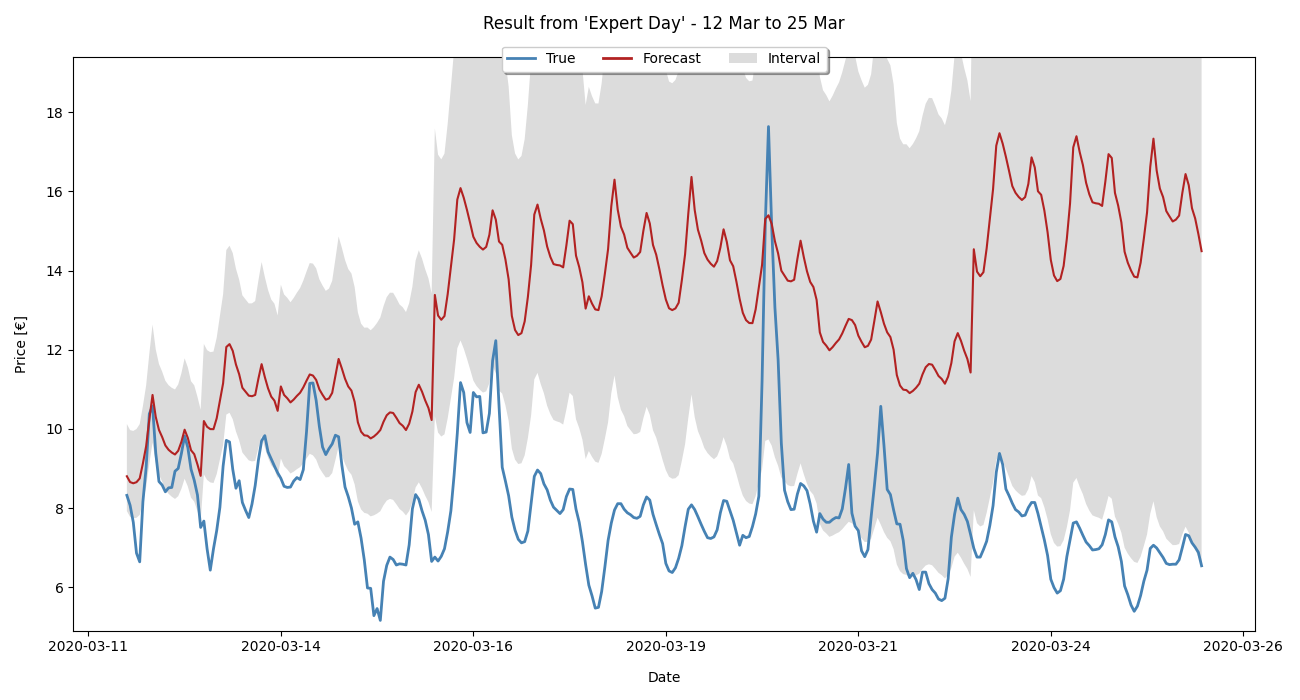 Result from 'Expert Day' - 12 Mar to 25 Mar
True Forecast Interval
18
16
14
12
10
8
6
Price [€]
2020-03-11 2020-03-14 2020-03-16 2020-03-19 2020-03-21 2020-03-24 2020-03-26
Date